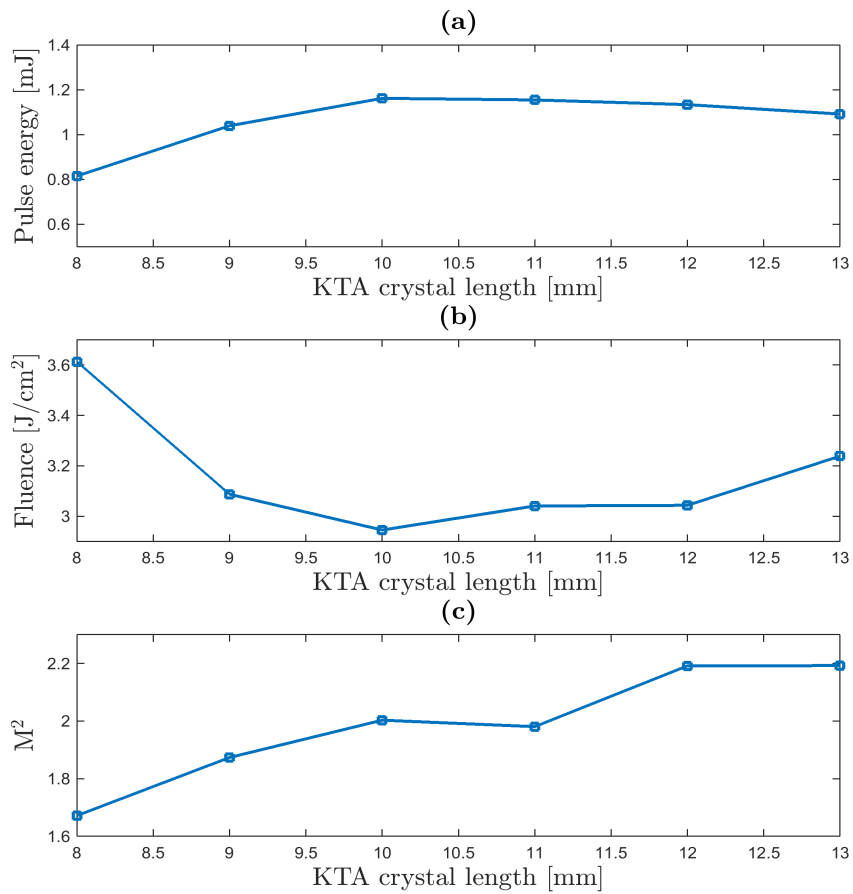 (a)
Pulse energy [mJ]
1.4
1.2
1
0.8
0.6
8 8.5 9 9.5 10 10.5 11 11.5 12 12.5 13
KTA crystal length [mm]
(b)
Fluence [J/cm²]
3.6
3.4
3.2
3
8 8.5 9 9.5 10 10.5 11 11.5 12 12.5 13
KTA crystal length [mm]
(c)
M²
2.2
2
1.8
1.6
8 8.5 9 9.5 10 10.5 11 11.5 12 12.5 13
KTA crystal length [mm]